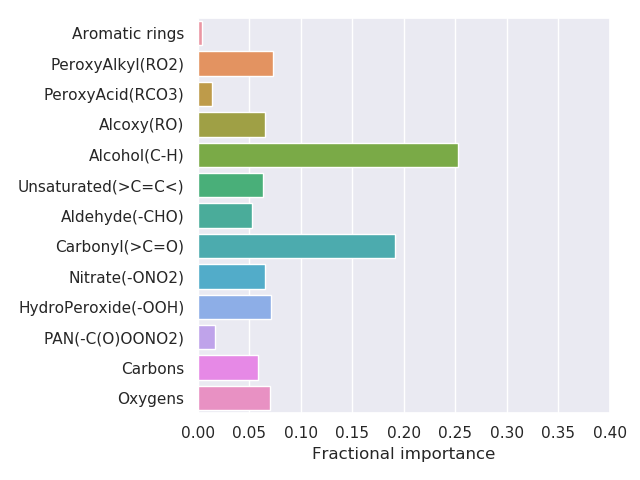 Aromatic rings
PeroxyAlkyl(RO2)
PeroxyAcid(RCO3)
Alcoxy(RO)
Alcohol(C-H)
Unsaturated(>C=C<)
Aldehyde(-CHO)
Carbonyl(>C=O)
Nitrate(-ONO2)
HydroPeroxide(-OOH)
PAN(-C(O)OONO2)
Carbons
Oxygens
0.00 0.05 0.10 0.15 0.20 0.25 0.30 0.35 0.40
Fractional importance